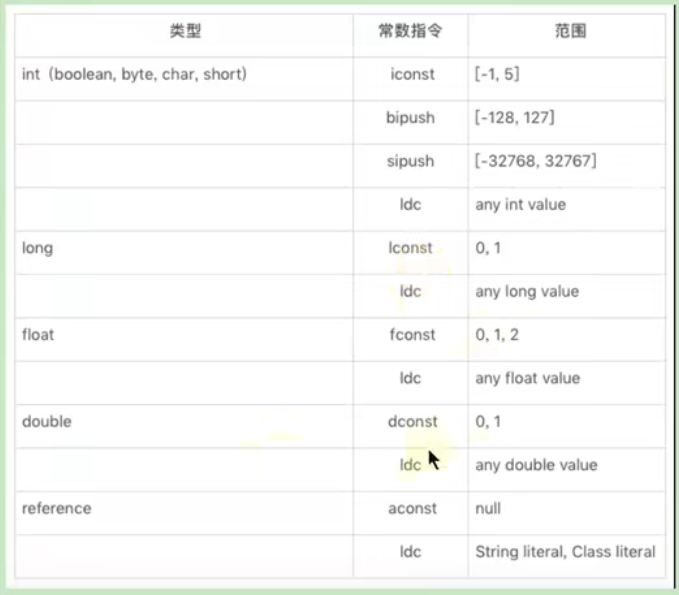 类型 常数指令 范围
int (boolean, byte, char, short) iconst [-1, 5]
bipush [-128, 127]
sipush [-32768, 32767]
ldc any int value
long lconst 0, 1
ldc any long value
float fconst 0, 1, 2
ldc any float value
double dconst 0, 1
ldc any double value
reference aconst null
ldc String literal, Class literal